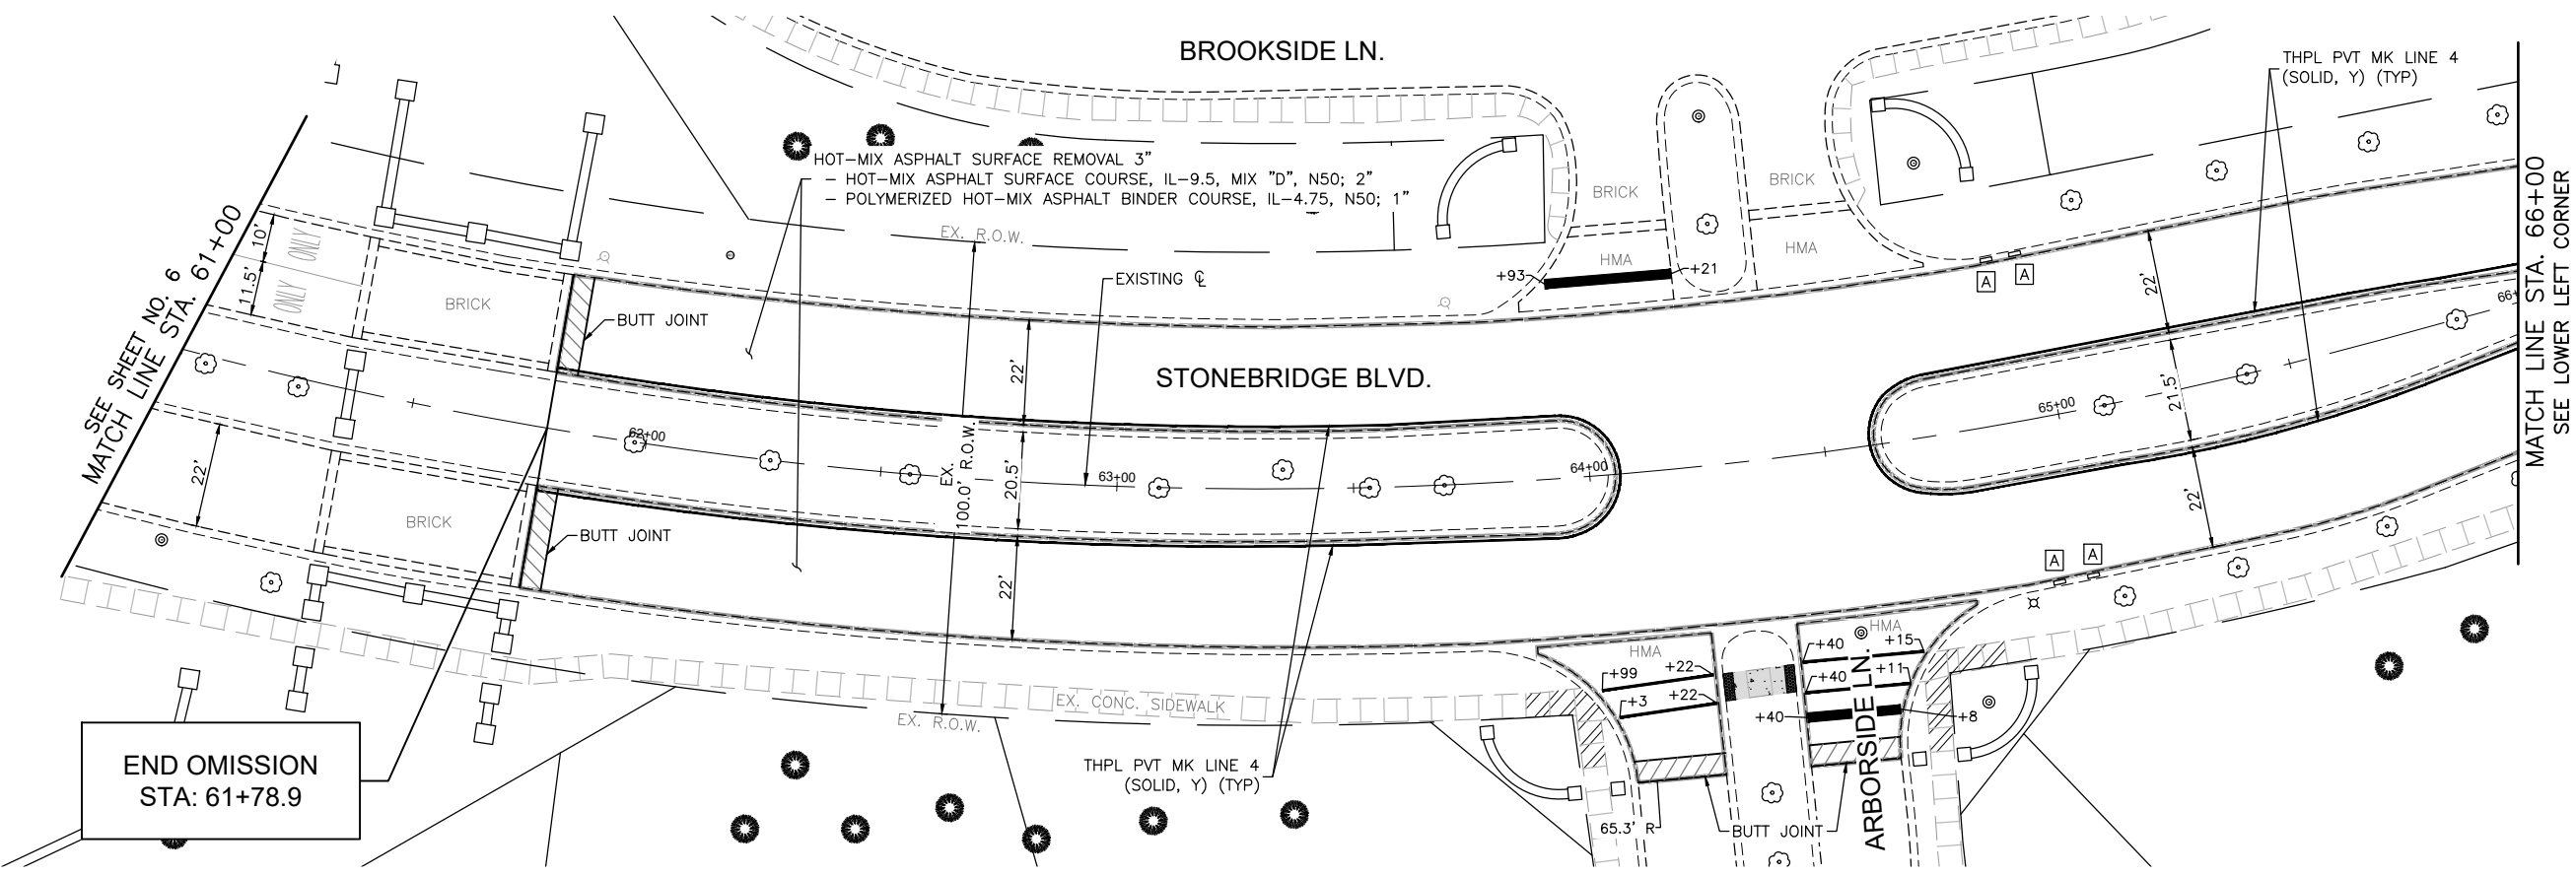 BROOKSIDE LN.
THPL PVT MK LINE 4
(SOLID, Y) (TYP)
HOT-MIX ASPHALT SURFACE REMOVAL 3"
- HOT-MIX ASPHALT SURFACE COURSE, IL-9.5, MIX "D", N50; 2"
- POLYMERIZED HOT-MIX ASPHALT BINDER COURSE, IL-4.75, N50; 1"
SEE SHEET NO. 6
MATCH LINE STA. 61+00
10'
11.5'
ONLY
ONLY
22'
BRICK
BRICK
BUTT JOINT
BUTT JOINT
EX. R.O.W.
EXISTING ℄
BRICK
BRICK
HMA
HMA
+93
+21
A
A
22'
21.5'
22'
MATCH LINE STA. 66+00
SEE LOWER LEFT CORNER
STONEBRIDGE BLVD.
22'
20.5'
22'
EX.
100.0' R.O.W.
62+00
63+00
64+00
65+00
A
A
EX. CONC. SIDEWALK
EX. R.O.W.
THPL PVT MK LINE 4
(SOLID, Y) (TYP)
END OMISSION
STA: 61+78.9
HMA
+99
+22
+3
+22
HMA
+40
+15
+40
+11
+40
+8
ARBORSIDE LN.
65.3' R
BUTT JOINT